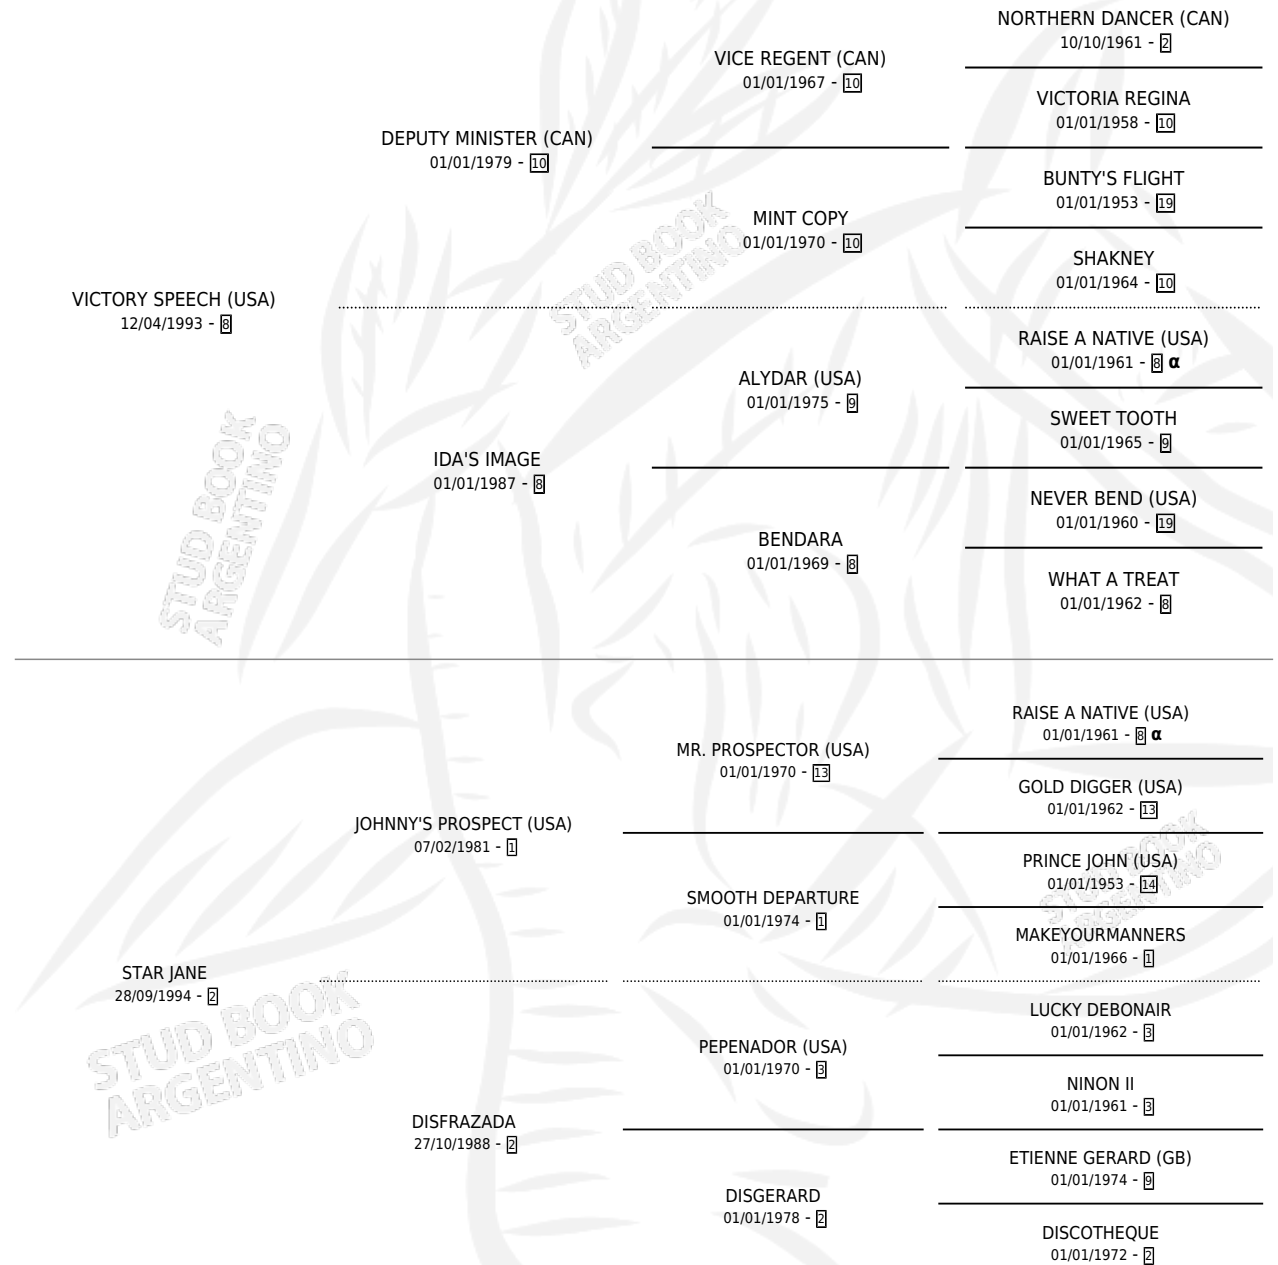 NORTHERN DANCER (CAN)
10/10/1961 - 2
VICE REGENT (CAN)
01/01/1967 - 10
VICTORIA REGINA
01/01/1958 - 10
DEPUTY MINISTER (CAN)
01/01/1979 - 10
BUNTY'S FLIGHT
01/01/1953 - 19
MINT COPY
01/01/1970 - 10
SHAKNEY
01/01/1964 - 10
VICTORY SPEECH (USA)
12/04/1993 - 8
RAISE A NATIVE (USA)
01/01/1961 - 8 α
ALYDAR (USA)
01/01/1975 - 9
SWEET TOOTH
01/01/1965 - 9
IDA'S IMAGE
01/01/1987 - 8
NEVER BEND (USA)
01/01/1960 - 19
BENDARA
01/01/1969 - 8
WHAT A TREAT
01/01/1962 - 8
RAISE A NATIVE (USA)
01/01/1961 - 8 α
MR. PROSPECTOR (USA)
01/01/1970 - 13
GOLD DIGGER (USA)
01/01/1962 - 13
JOHNNY'S PROSPECT (USA)
07/02/1981 - 1
PRINCE JOHN (USA)
01/01/1953 - 14
SMOOTH DEPARTURE
01/01/1974 - 1
MAKEYOURMANNERS
01/01/1966 - 1
STAR JANE
28/09/1994 - 2
LUCKY DEBONAIR
01/01/1962 - 3
PEPENADOR (USA)
01/01/1970 - 3
NINON II
01/01/1961 - 3
DISFRAZADA
27/10/1988 - 2
ETIENNE GERARD (GB)
01/01/1974 - 9
DISGERARD
01/01/1978 - 2
DISCOTHEQUE
01/01/1972 - 2
STUD BOOK
ARGENTINO
STUD BOOK
ARGENTINO
STUD BOOK
ARGENTINO
STUD BOOK
ARGENTINO